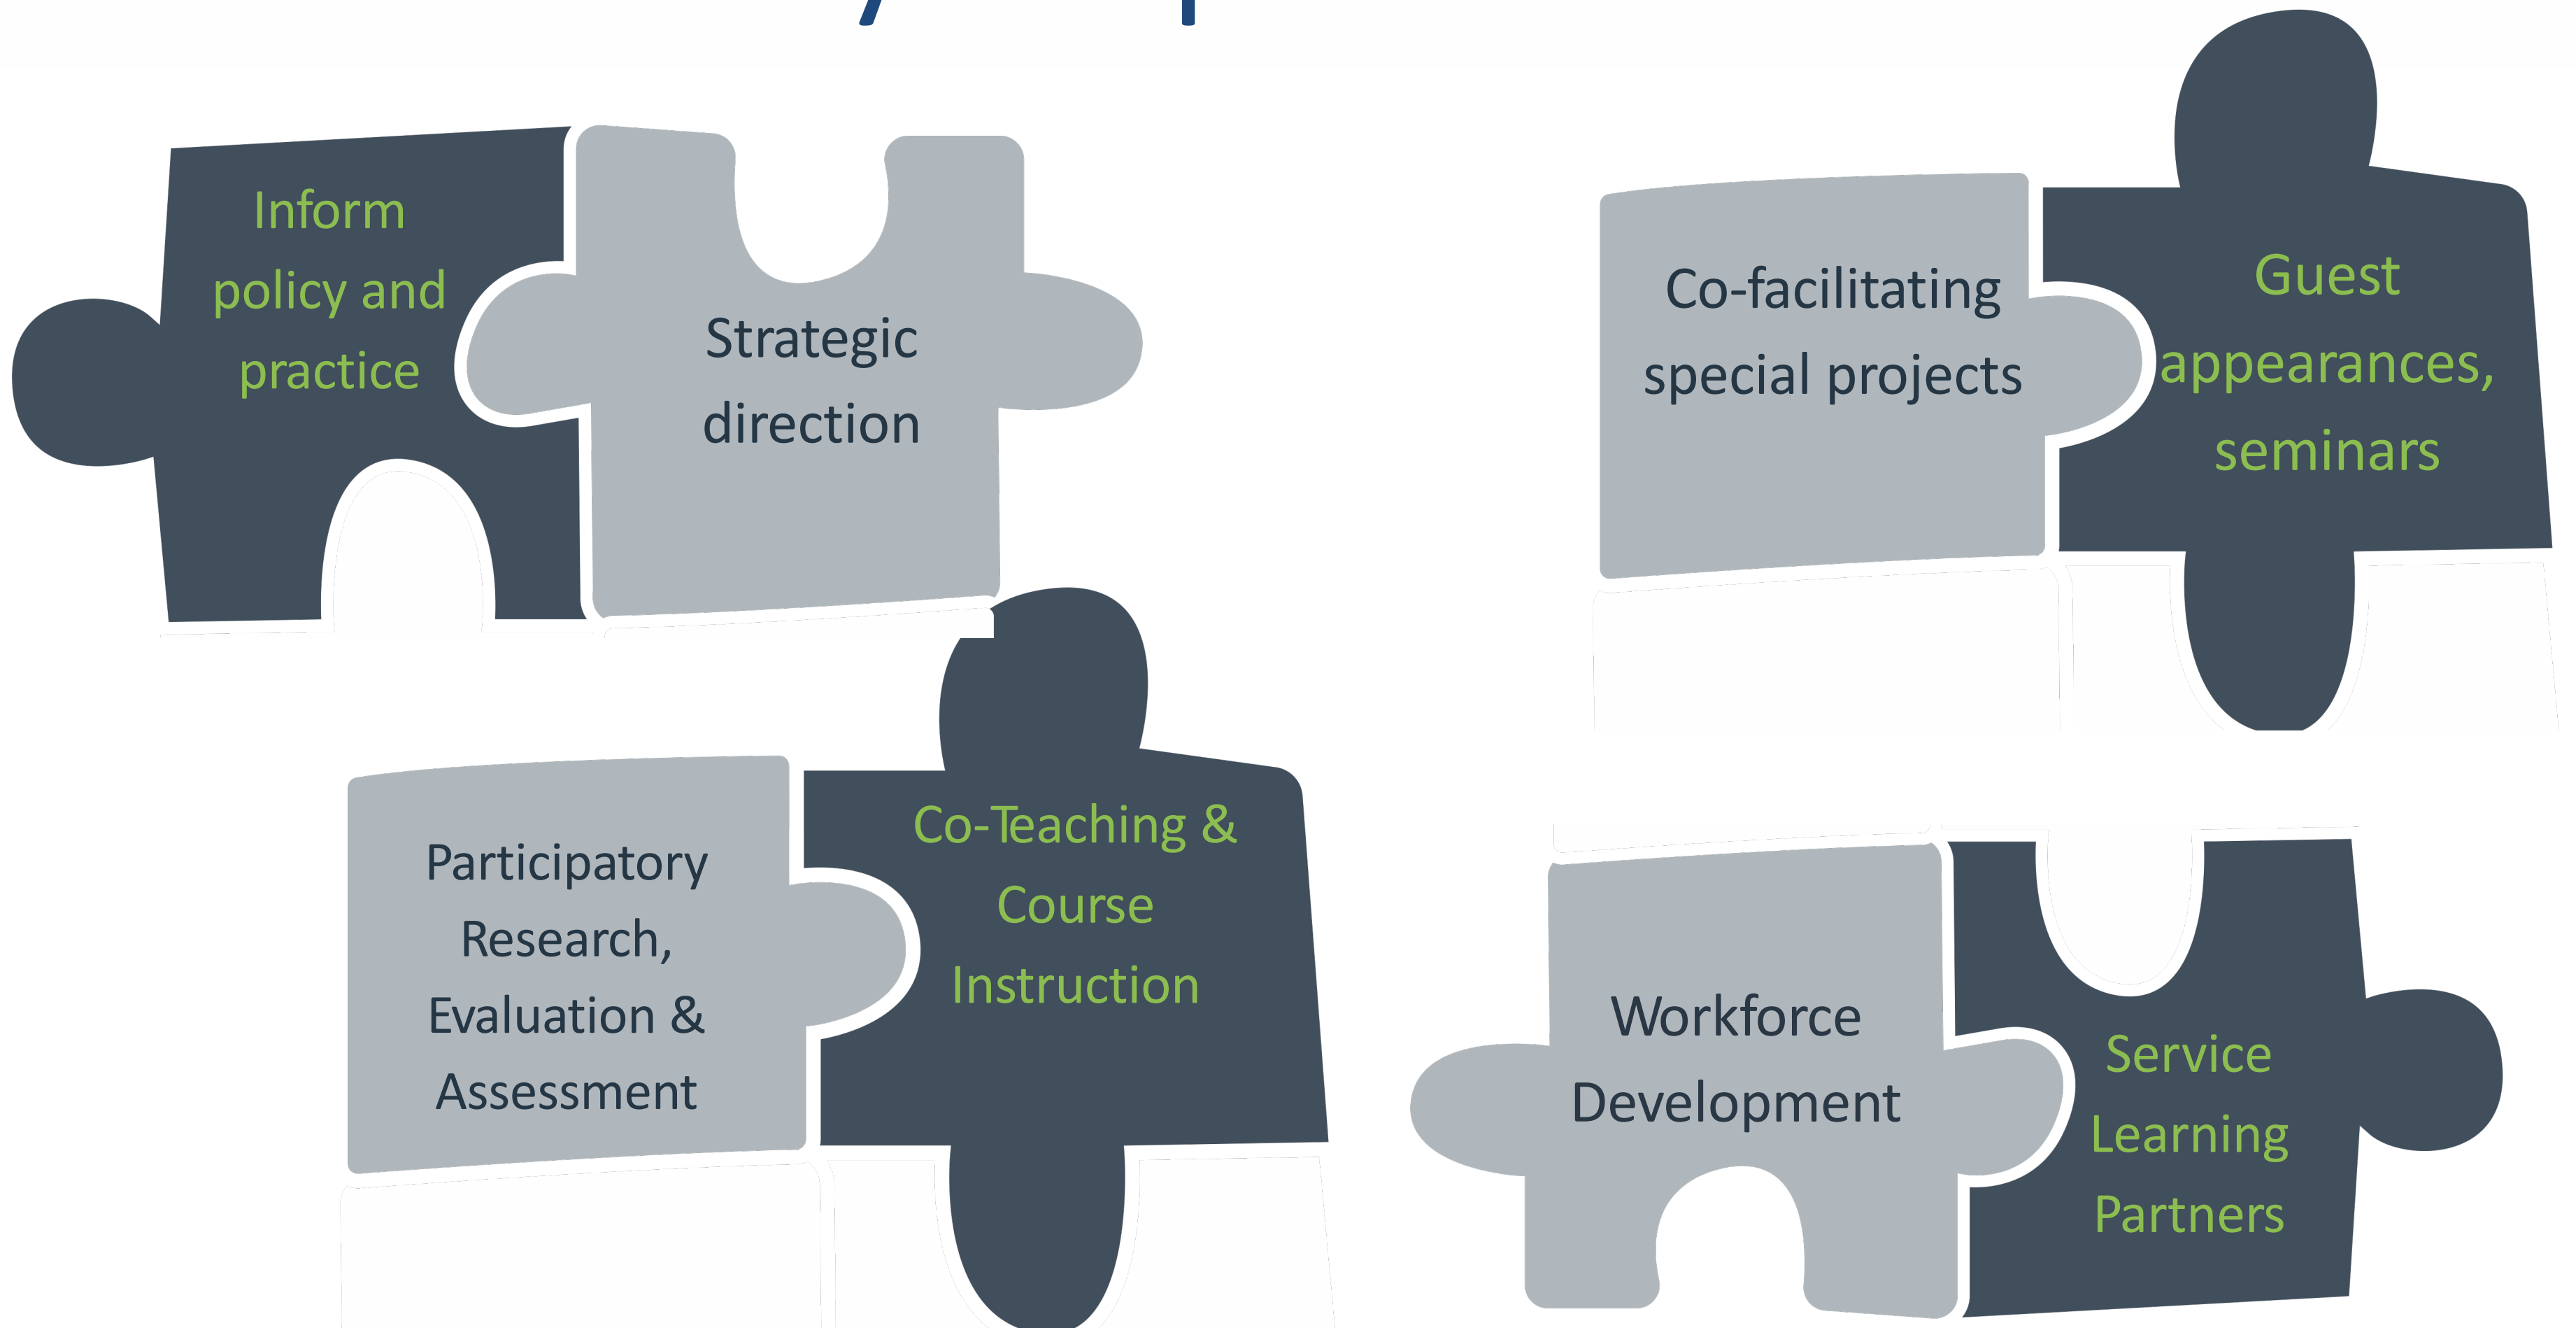 Inform
policy and
practice
Strategic
direction
Co-facilitating
special projects
Guest
appearances,
seminars
Participatory
Research,
Evaluation &
Assessment
Co-Teaching &
Course
Instruction
Workforce
Development
Service
Learning
Partners